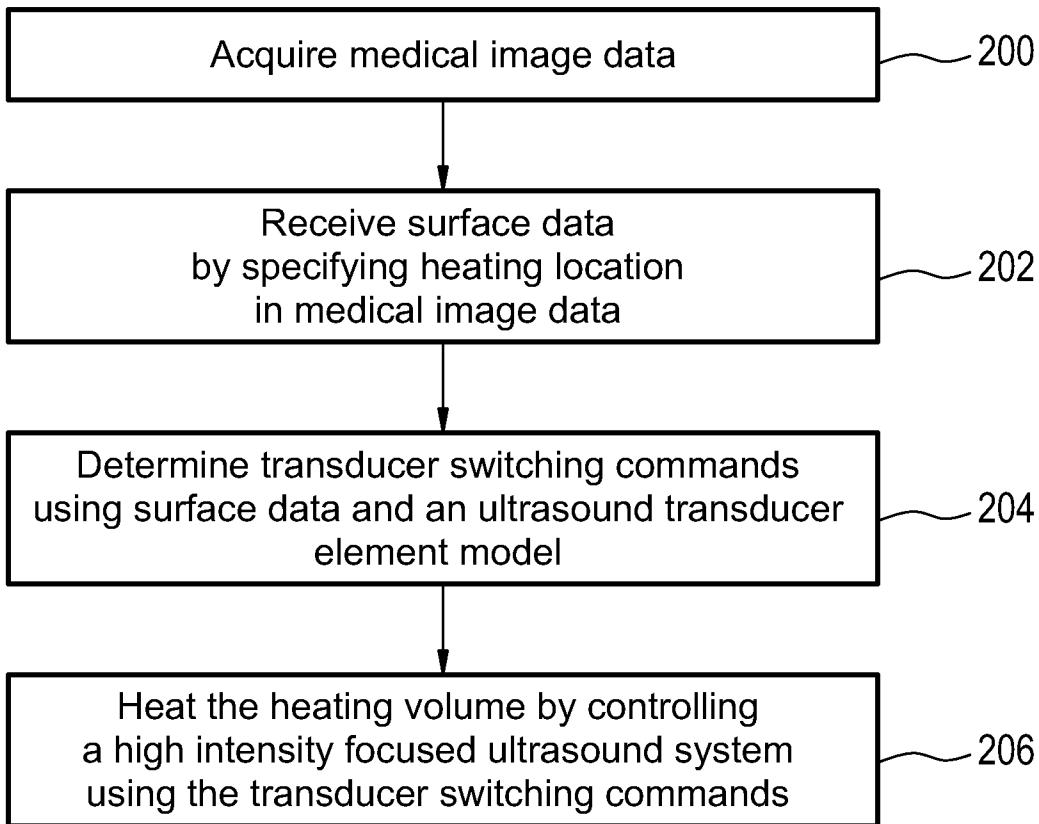 Acquire medical image data
200
Receive surface data
by specifying heating location
in medical image data
202
Determine transducer switching commands
using surface data and an ultrasound transducer
element model
204
Heat the heating volume by controlling
a high intensity focused ultrasound system
using the transducer switching commands
206